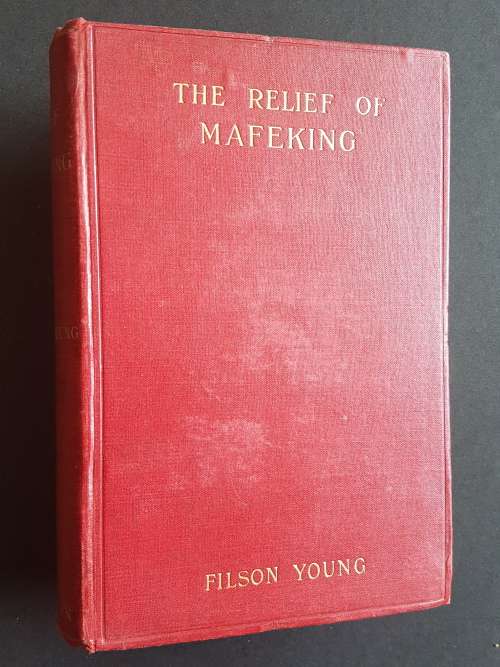 THE RELIEF OF
MAFEKING
FILSON YOUNG